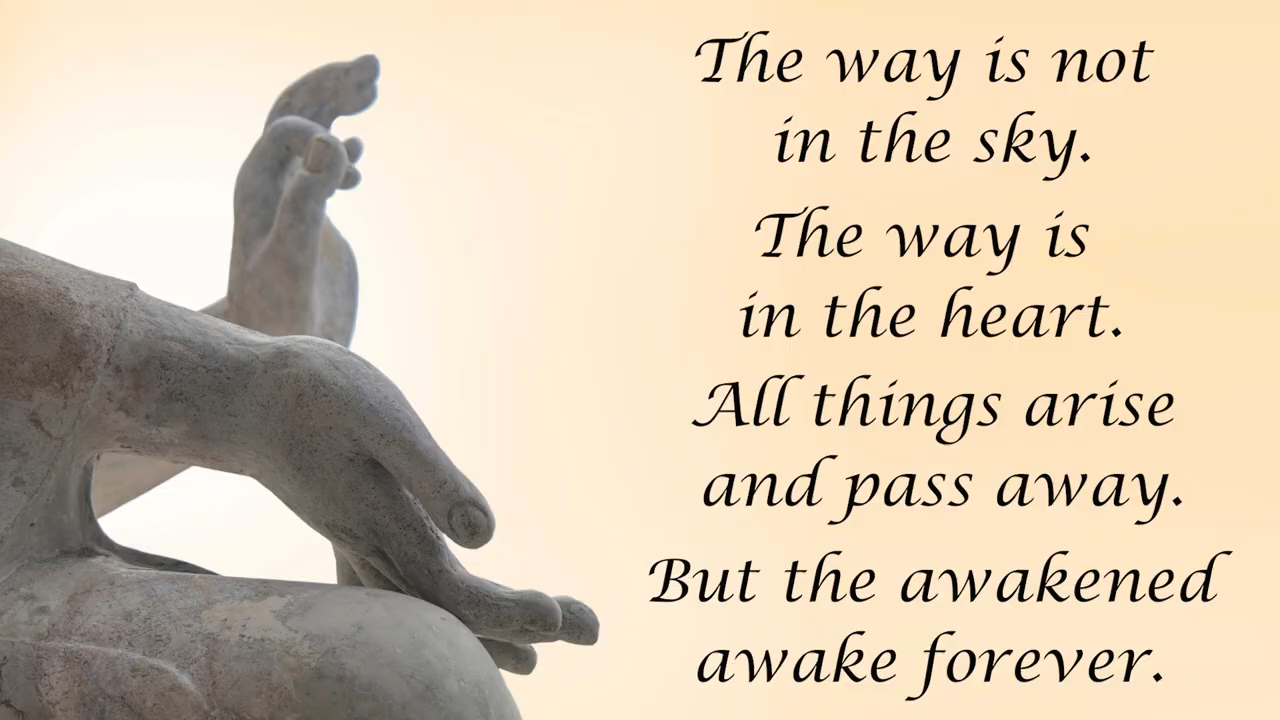 The way is not
in the sky.
The way is
in the heart.
All things arise
and pass away.
But the awakened
awake forever.